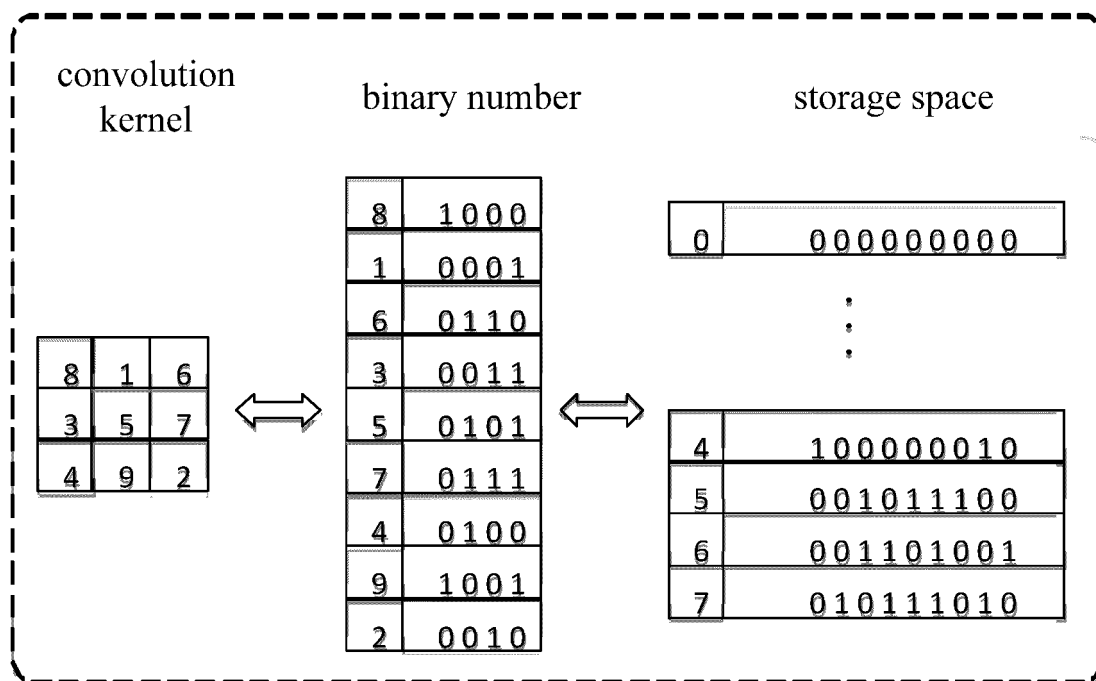 convolution
kernel
binary number
storage space
8 1 6
3 5 7
4 9 2
8 1000
1 0001
6 0110
3 0011
5 0101
7 0111
4 0100
9 1001
2 0010
0 000000000
4 100000010
5 001011100
6 001101001
7 010111010